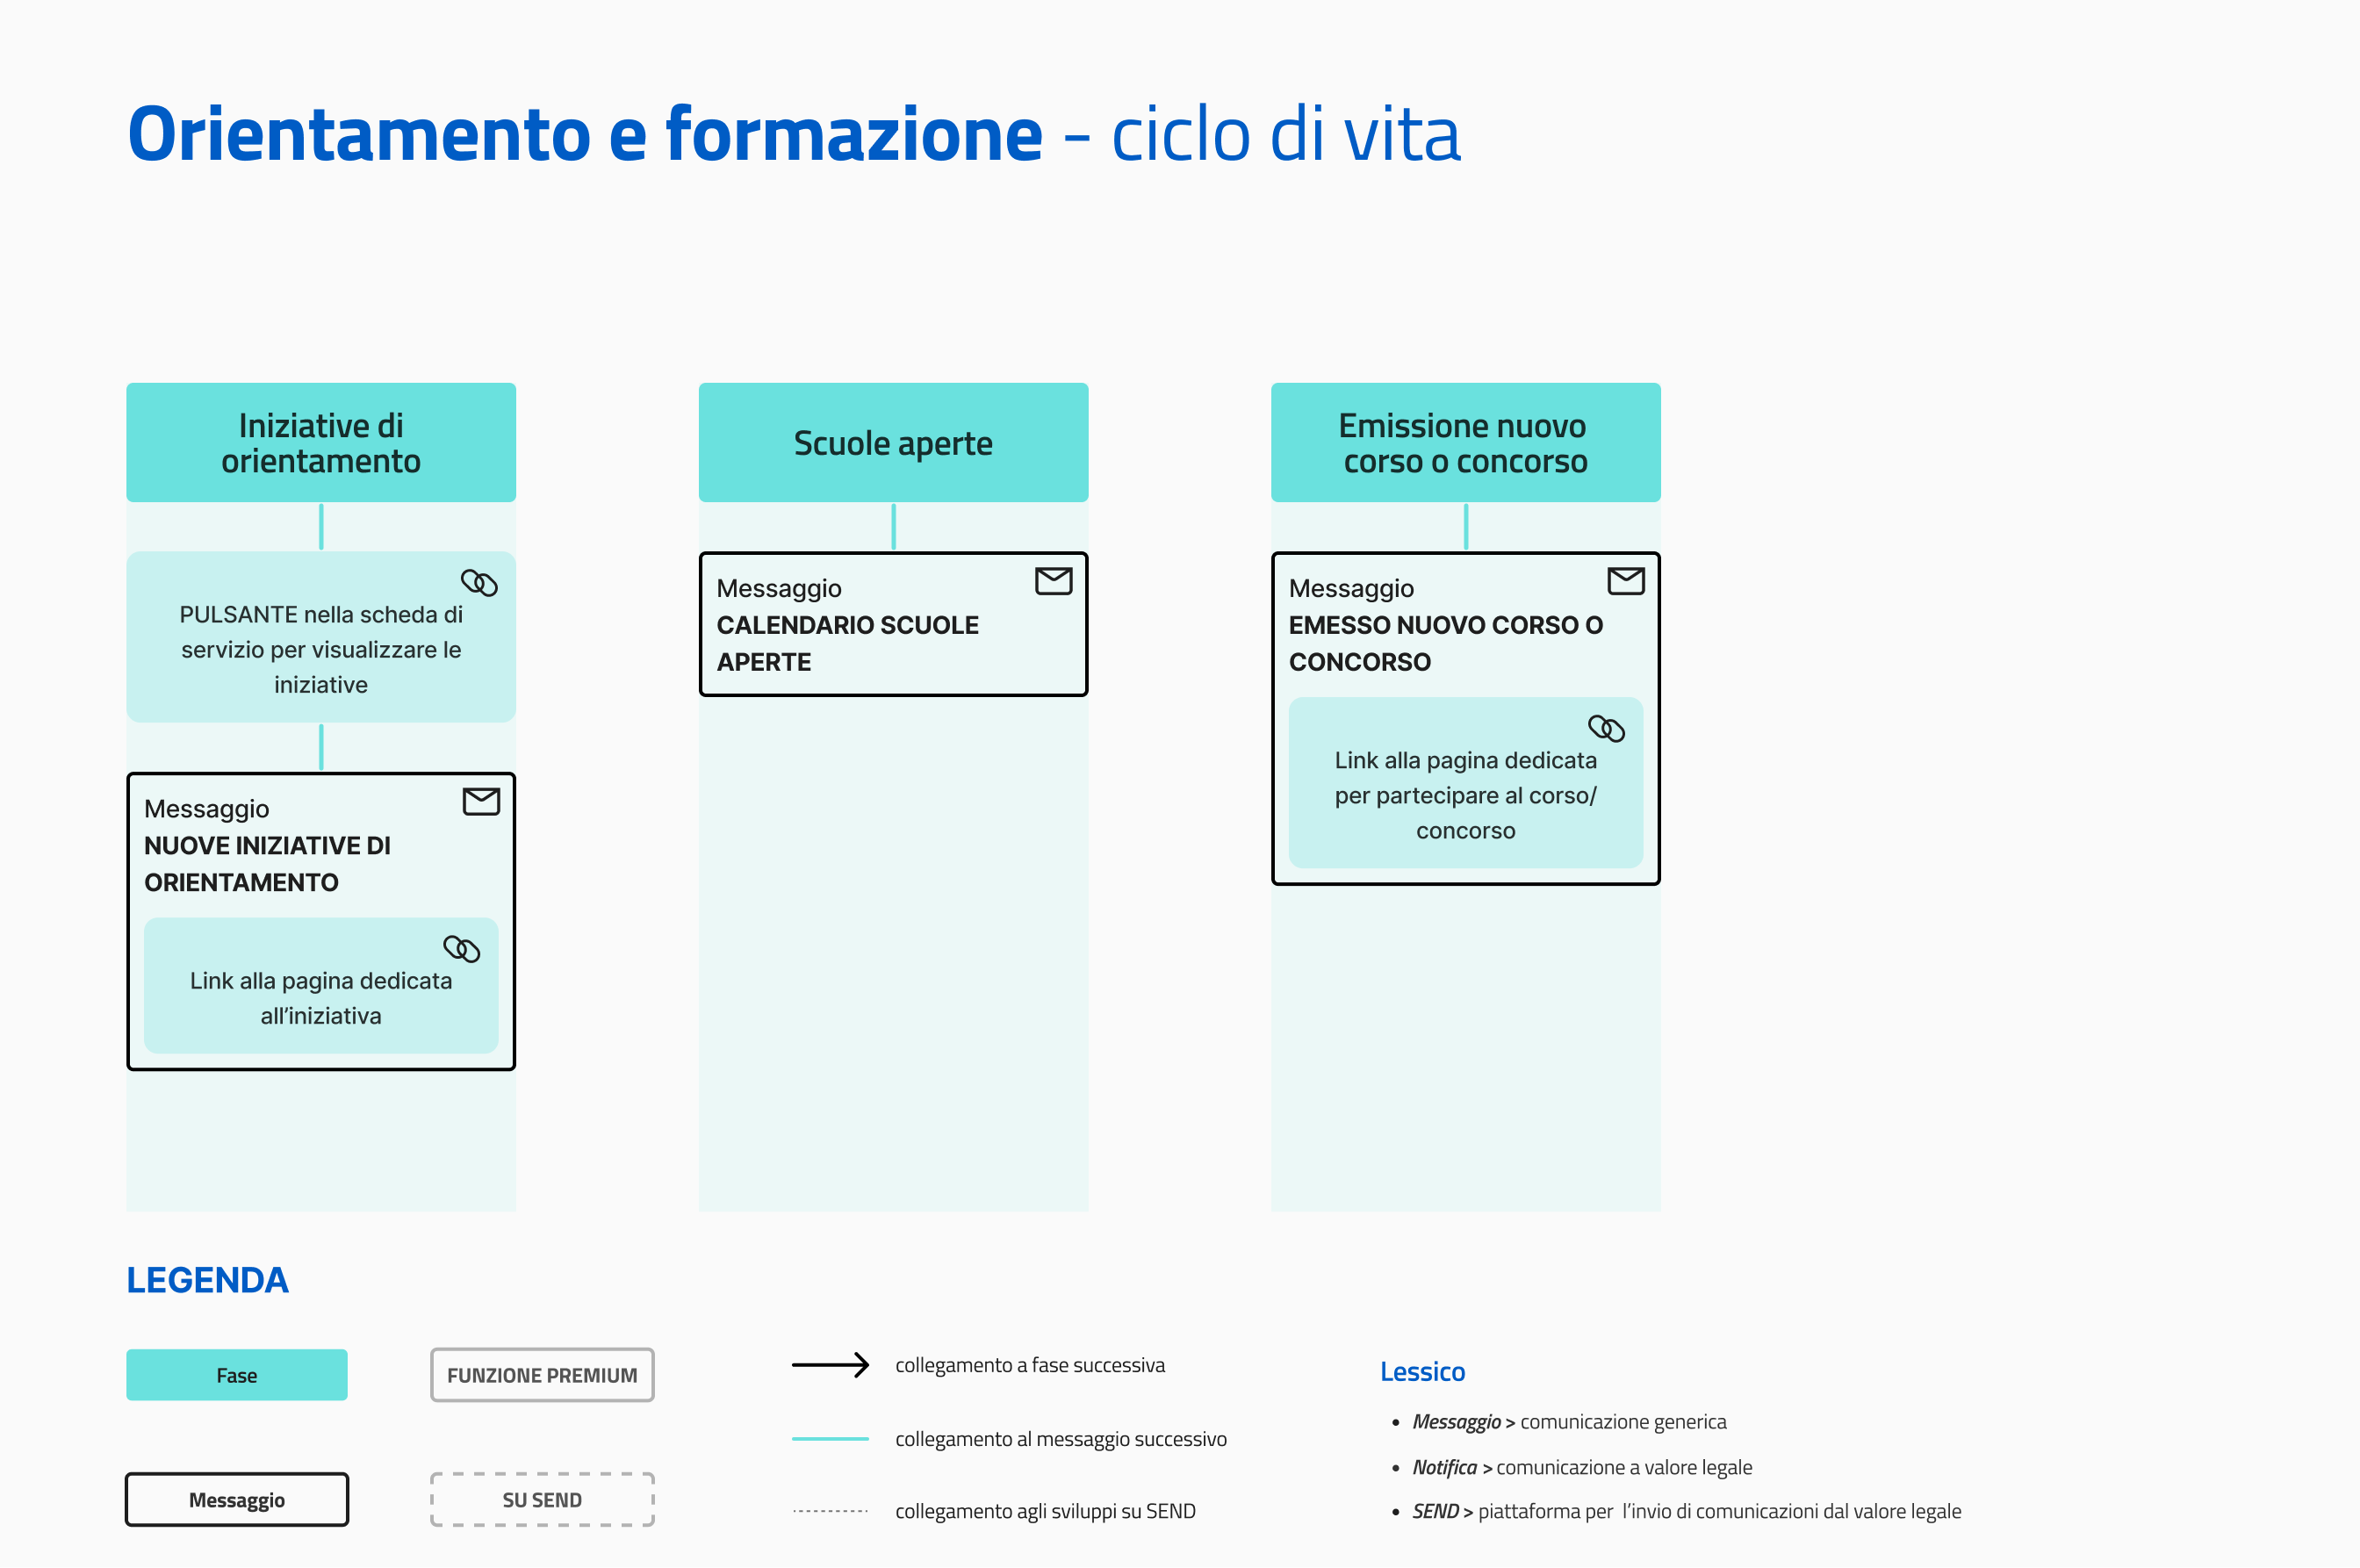 Orientamento e formazione - ciclo di vita
Iniziative di
orientamento
PULSANTE nella scheda di
servizio per visualizzare le
iniziative
Messaggio
NUOVE INIZIATIVE DI
ORIENTAMENTO
Link alla pagina dedicata
all’iniziativa
Scuole aperte
Messaggio
CALENDARIO SCUOLE
APERTE
Emissione nuovo
corso o concorso
Messaggio
EMESSO NUOVO CORSO O
CONCORSO
Link alla pagina dedicata
per partecipare al corso/
concorso
LEGENDA
Fase
Messaggio
FUNZIONE PREMIUM
SU SEND
collegamento a fase successiva
collegamento al messaggio successivo
collegamento agli sviluppi su SEND
Lessico
• Messaggio > comunicazione generica
• Notifica > comunicazione a valore legale
• SEND > piattaforma per l’invio di comunicazioni dal valore legale